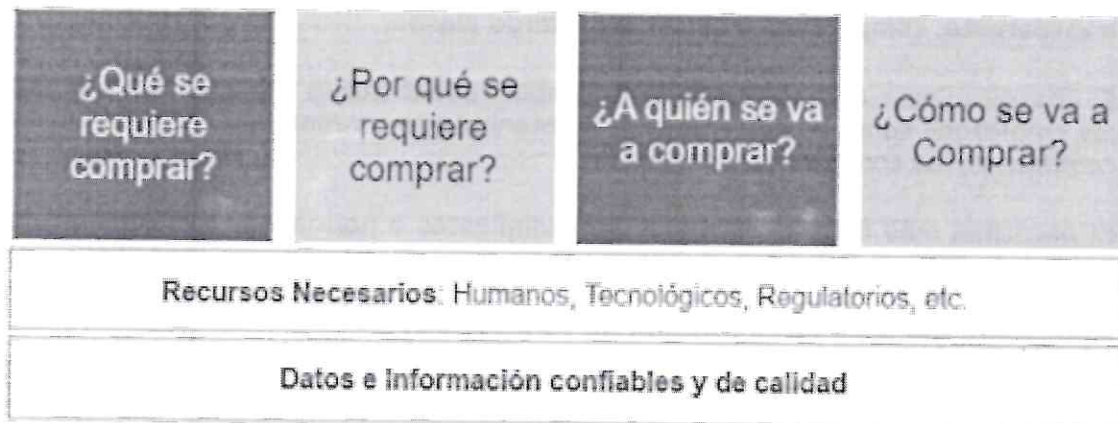 ¿Qué se
requiere
comprar?
¿Por qué se
requiere
comprar?
¿A quién se va
a comprar?
¿Cómo se va a
Comprar?
Recursos Necesarios: Humanos, Tecnológicos, Regulatorios, etc.
Datos e Información confiables y de calidad